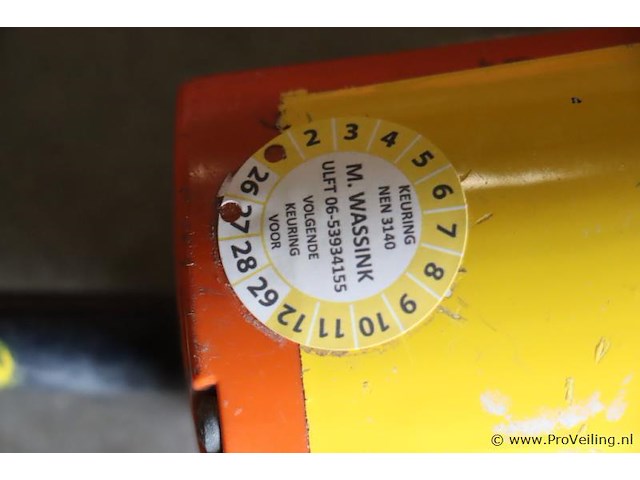 KEURING
NEN 3140
M. WASSINK
ULFT 06-53934155
VOLGENDE
KEURING
VOOR
2 3 4 5 6 7 8 9 10 11 12
29 28 27 26
© www.ProVeiling.nl